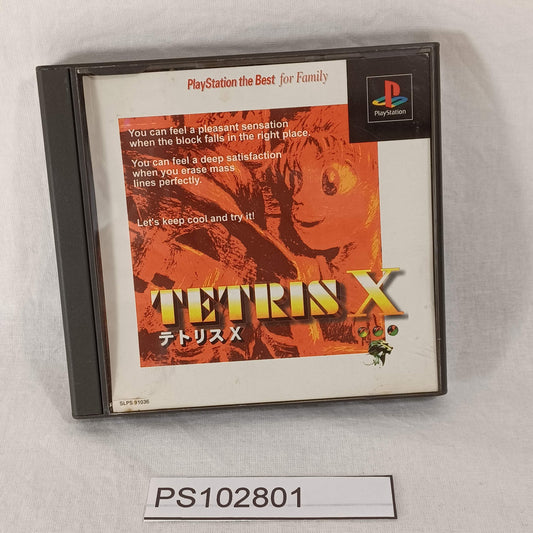 PlayStation the Best for Family
PlayStation
You can feel a pleasant sensation
when the block falls in the right place.
You can feel a deep satisfaction
when you erase mass
lines perfectly.
Let's keep cool and try it!
TETRIS X
テトリス X
SLPS 91036
PS102801